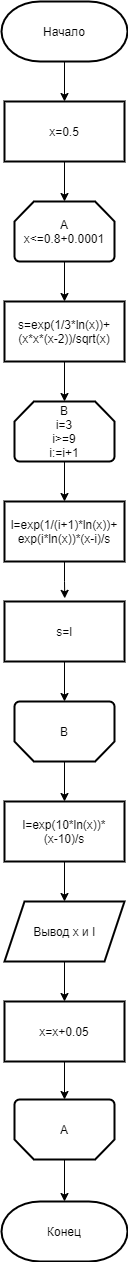 Начало
x=0.5
A
x<=0.8+0.0001
s=exp(1/3*ln(x))+
(x*x*(x-2))/sqrt(x)
B
i=3
i>=9
i:=i+1
l=exp(1/(i+1)*ln(x))+
exp(i*ln(x))*(x-i)/s
s=l
B
l=exp(10*ln(x))*
(x-10)/s
Вывод x и l
x=x+0.05
A
Конец